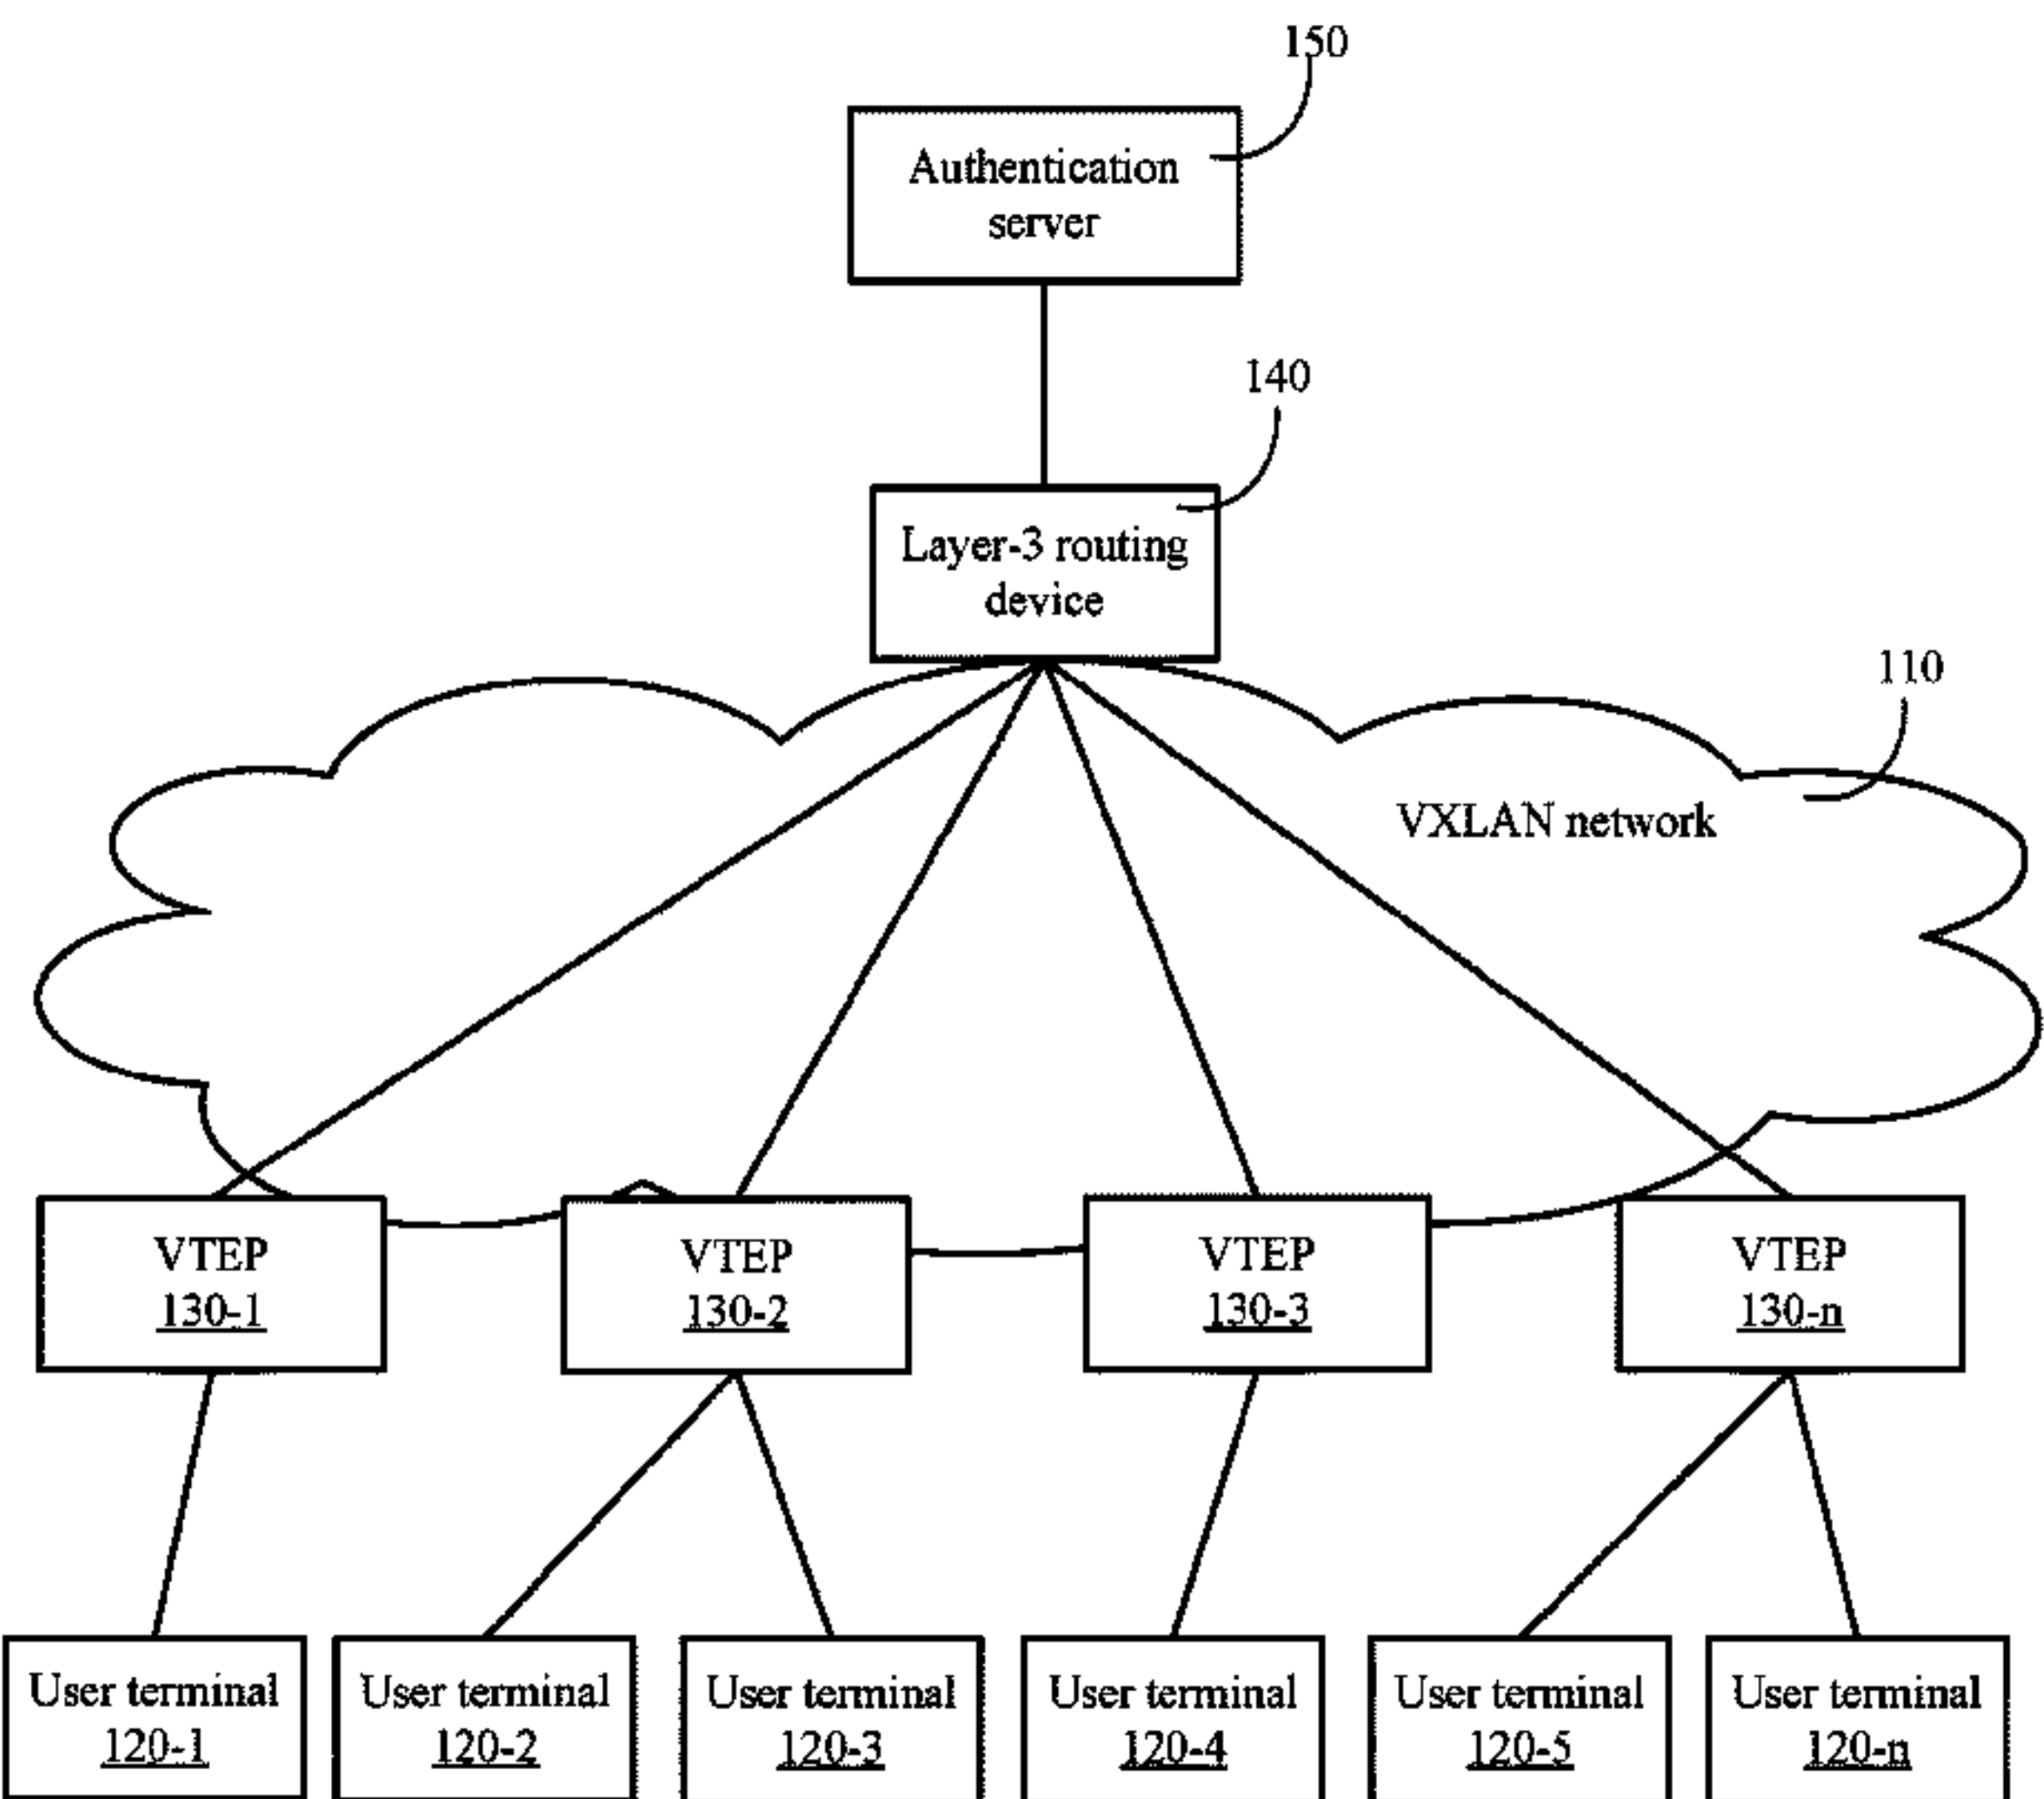 150
Authentication
server
140
Layer-3 routing
device
110
VXLAN network
VTEP
130-1
VTEP
130-2
VTEP
130-3
VTEP
130-n
User terminal
120-1
User terminal
120-2
User terminal
120-3
User terminal
120-4
User terminal
120-5
User terminal
120-n